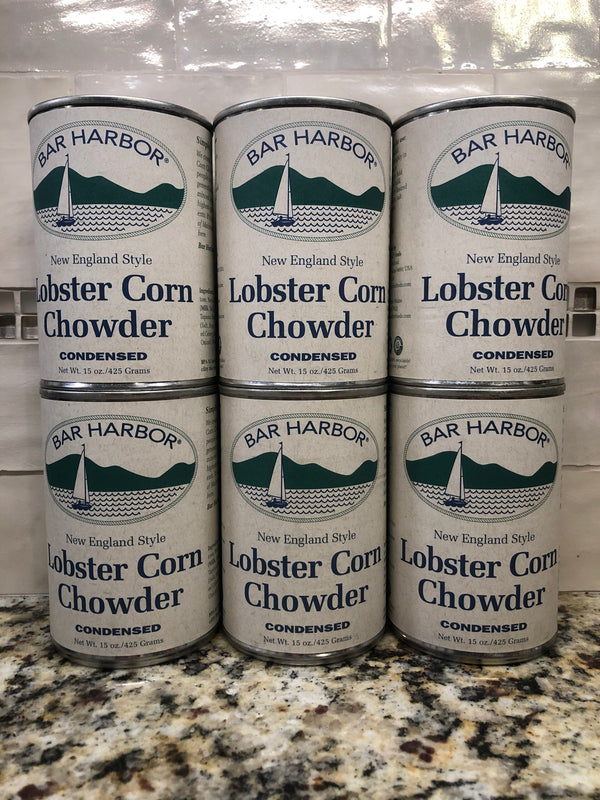 BAR HARBOR®
New England Style
Lobster Corn
Chowder
CONDENSED
Net Wt. 15 oz./425 Grams
BAR HARBOR®
New England Style
Lobster Corn
Chowder
CONDENSED
Net Wt. 15 oz./425 Grams
BAR HARBOR®
New England Style
Lobster Corn
Chowder
CONDENSED
Net Wt. 15 oz./425 Grams
BAR HARBOR®
New England Style
Lobster Corn
Chowder
CONDENSED
Net Wt. 15 oz./425 Grams
BAR HARBOR®
New England Style
Lobster Corn
Chowder
CONDENSED
Net Wt. 15 oz./425 Grams
BAR HARBOR®
New England Style
Lobster Corn
Chowder
CONDENSED
Net Wt. 15 oz./425 Grams